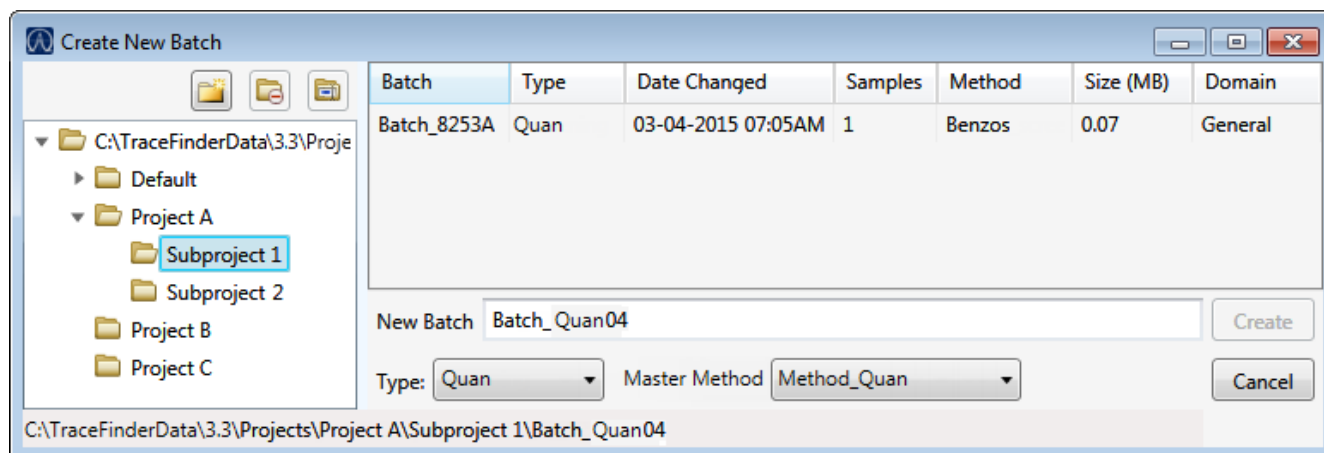 Create New Batch
Batch Type Date Changed Samples Method Size (MB) Domain
Batch_8253A Quan 03-04-2015 07:05AM 1 Benzos 0.07 General
C:\TraceFinderData\3.3\Proje
Default
Project A
Subproject 1
Subproject 2
Project B
Project C
New Batch Batch_Quan04 Create
Type: Quan Master Method Method_Quan Cancel
C:\TraceFinderData\3.3\Projects\Project A\Subproject 1\Batch_Quan04